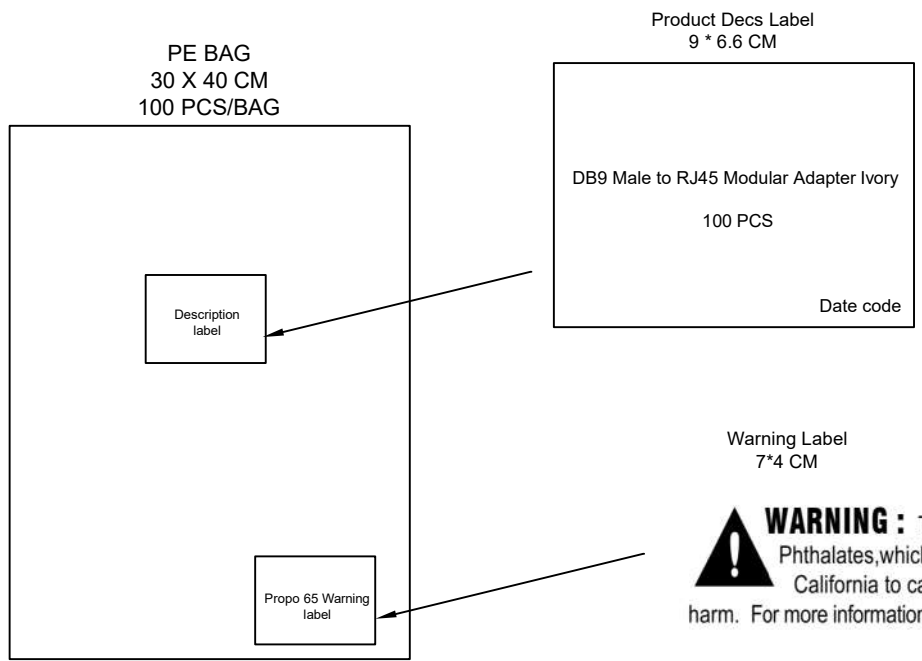 PE BAG
30 X 40 CM
100 PCS/BAG
Description
label
Propo 65 Warning
label
Product Decs Label
9 * 6.6 CM
DB9 Male to RJ45 Modular Adapter Ivory
100 PCS
Date code
Warning Label
7*4 CM
WARNING :
Phthalates,which
California to
harm. For more information